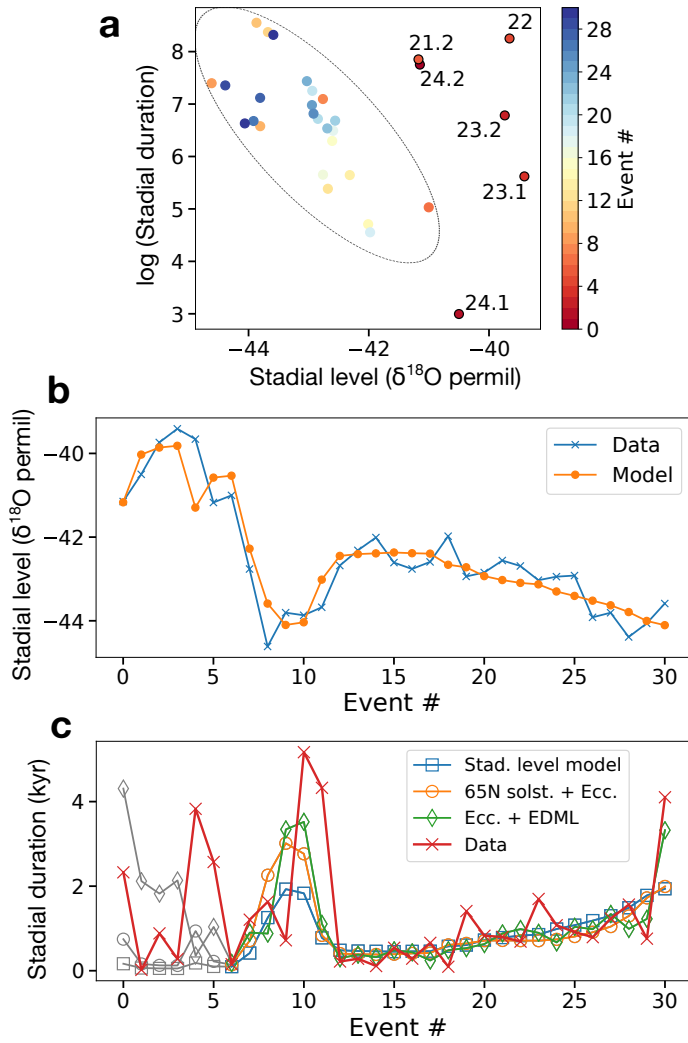 a
8
7
6
5
4
3
log (Stadial duration)
21.2
22
24.2
23.2
23.1
24.1
−44
−42
−40
Stadial level (δ¹⁸O permil)
28
24
20
16
12
8
4
0
Event #
b
−40
−42
−44
Stadial level (δ¹⁸O permil)
Data
Model
0
5
10
15
20
25
30
Event #
c
4
2
0
Stadial duration (kyr)
Stad. level model
65N solst. + Ecc.
Ecc. + EDML
Data
0
5
10
15
20
25
30
Event #